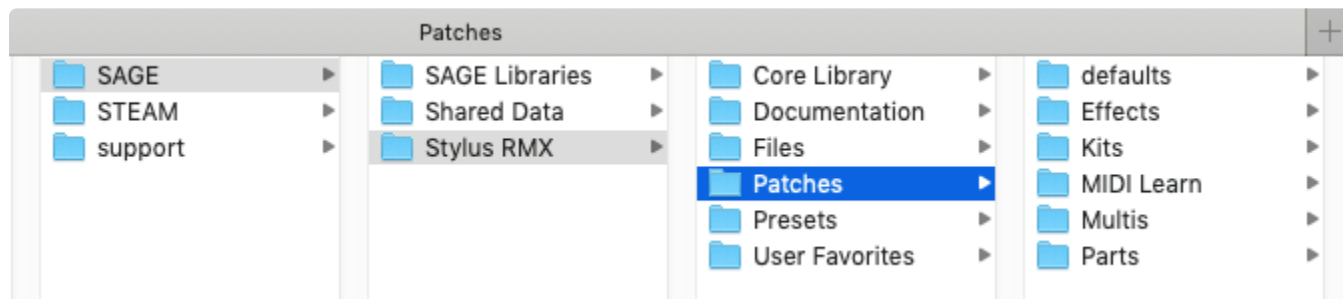 Patches
SAGE
STEAM
support
SAGE Libraries
Shared Data
Stylus RMX
Core Library
Documentation
Files
Patches
Presets
User Favorites
defaults
Effects
Kits
MIDI Learn
Multis
Parts